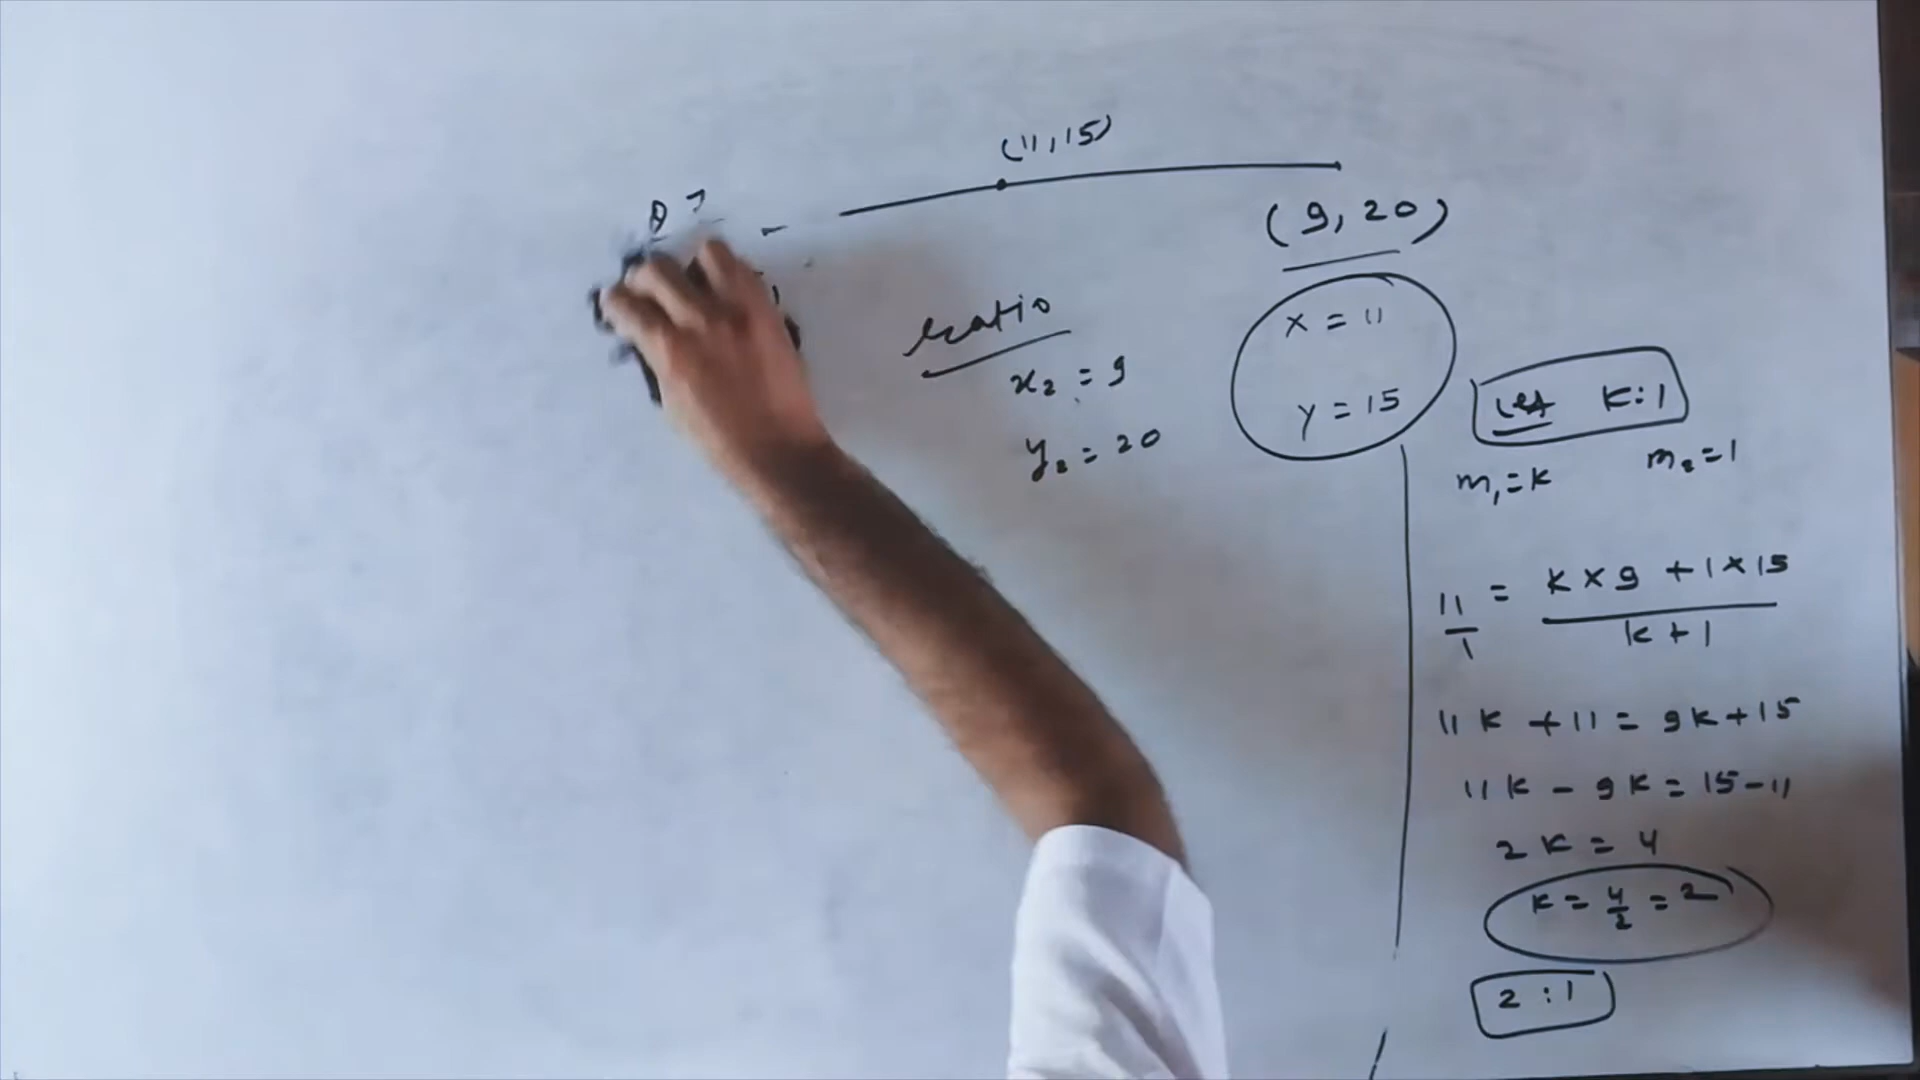 (11,15)
(9,20)
ratio
x₂ = 9
y₂ = 20
x = 11
y = 15
Let K:1
m₁=K m₂=1
11/1 = (K×9 + 1×15)/(K+1)
11K + 11 = 9K+15
11K - 9K = 15-11
2K = 4
K = 4/2 = 2
2 : 1